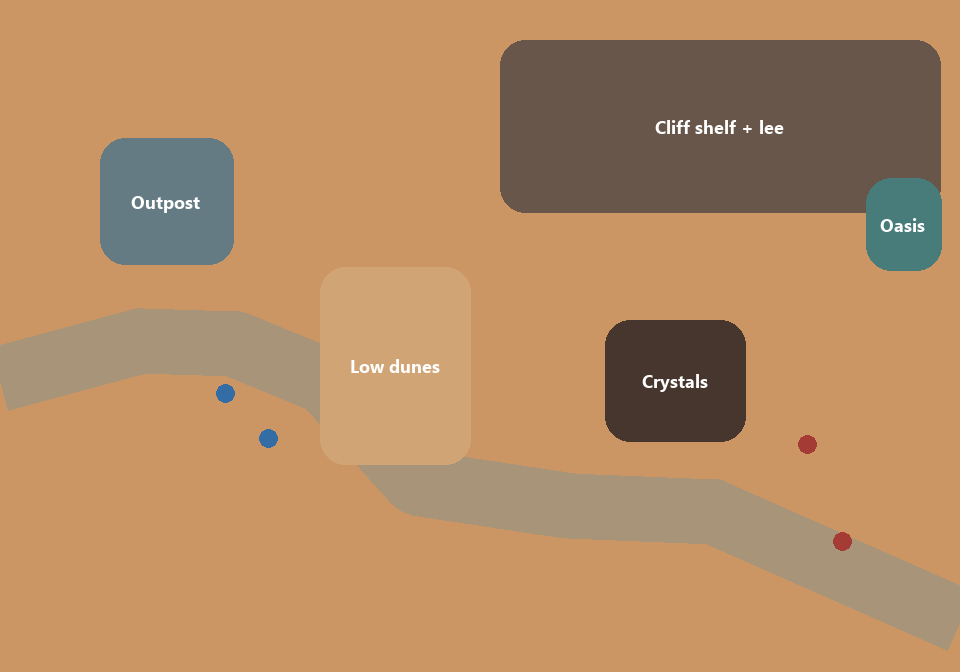 Cliff shelf + lee
Outpost
Oasis
Low dunes
Crystals